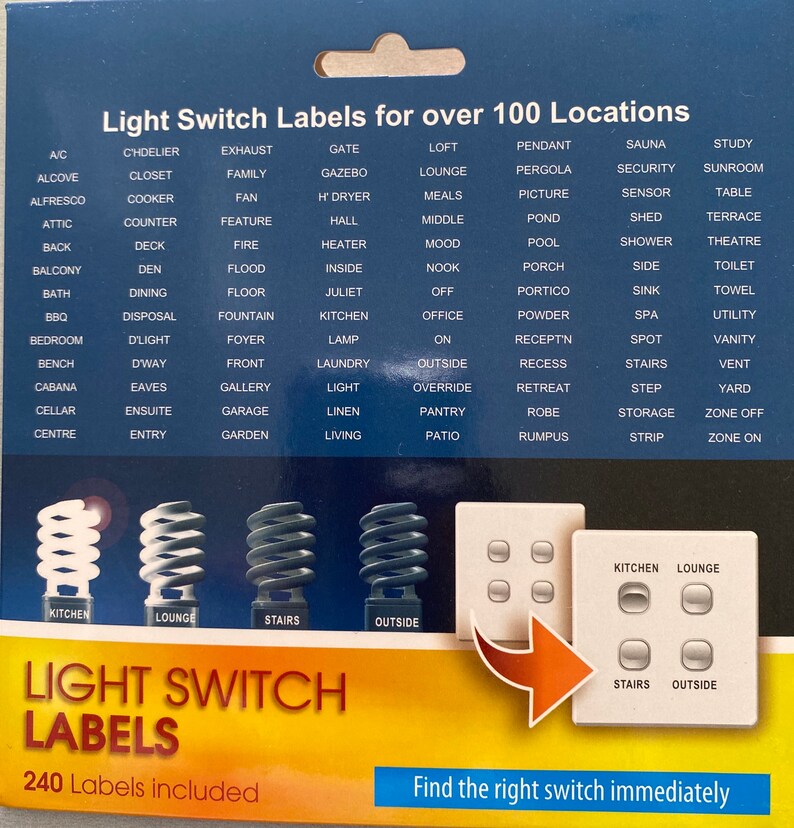 Light Switch Labels for over 100 Locations
A/C C'HDELIER EXHAUST GATE LOFT PENDANT SAUNA STUDY
ALCOVE CLOSET FAMILY GAZEBO LOUNGE PERGOLA SECURITY SUNROOM
ALFRESCO COOKER FAN H' DRYER MEALS PICTURE SENSOR TABLE
ATTIC COUNTER FEATURE HALL MIDDLE POND SHED TERRACE
BACK DECK FIRE HEATER MOOD POOL SHOWER THEATRE
BALCONY DEN FLOOD INSIDE NOOK PORCH SIDE TOILET
BATH DINING FLOOR JULIET OFF PORTICO SINK TOWEL
BBQ DISPOSAL FOUNTAIN KITCHEN OFFICE POWDER SPA UTILITY
BEDROOM D'LIGHT FOYER LAMP ON RECEPT'N SPOT VANITY
BENCH D'WAY FRONT LAUNDRY OUTSIDE RECESS STAIRS VENT
CABANA EAVES GALLERY LIGHT OVERRIDE RETREAT STEP YARD
CELLAR ENSUITE GARAGE LINEN PANTRY ROBE STORAGE ZONE OFF
CENTRE ENTRY GARDEN LIVING PATIO RUMPUS STRIP ZONE ON
KITCHEN LOUNGE
KITCHEN LOUNGE STAIRS OUTSIDE
STAIRS OUTSIDE
LIGHT SWITCH
LABELS
240 Labels included
Find the right switch immediately